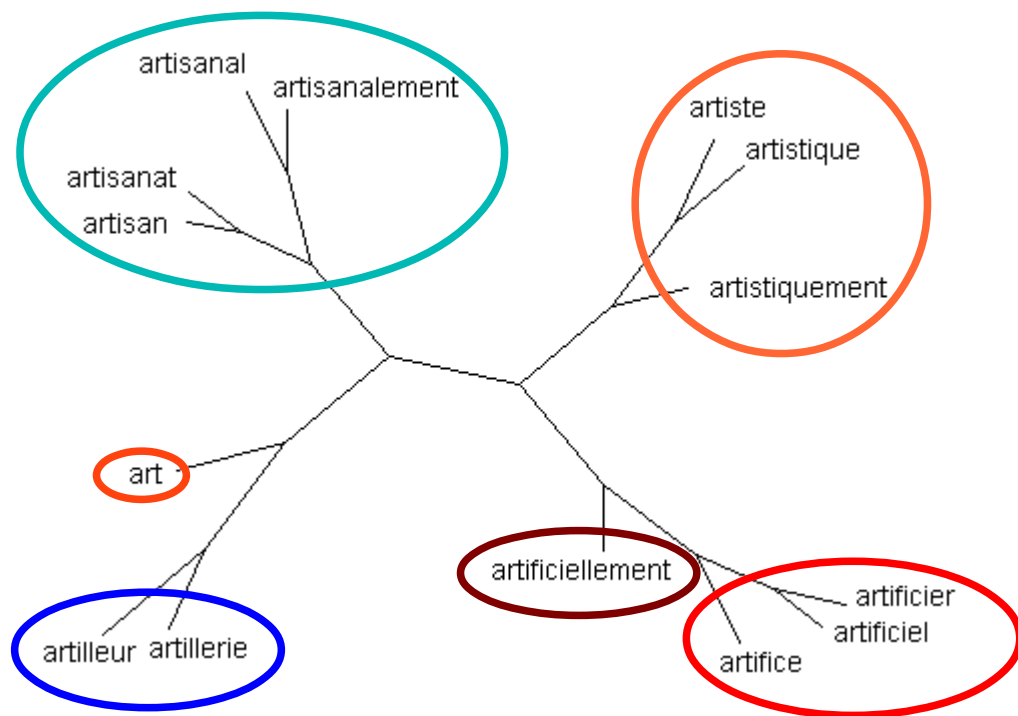 artisanal
artisanalement
artiste
artistique
artisanat
artisan
artistiquement
art
artificiellement
artificier
artificiel
artilleur
artillerie
artifice